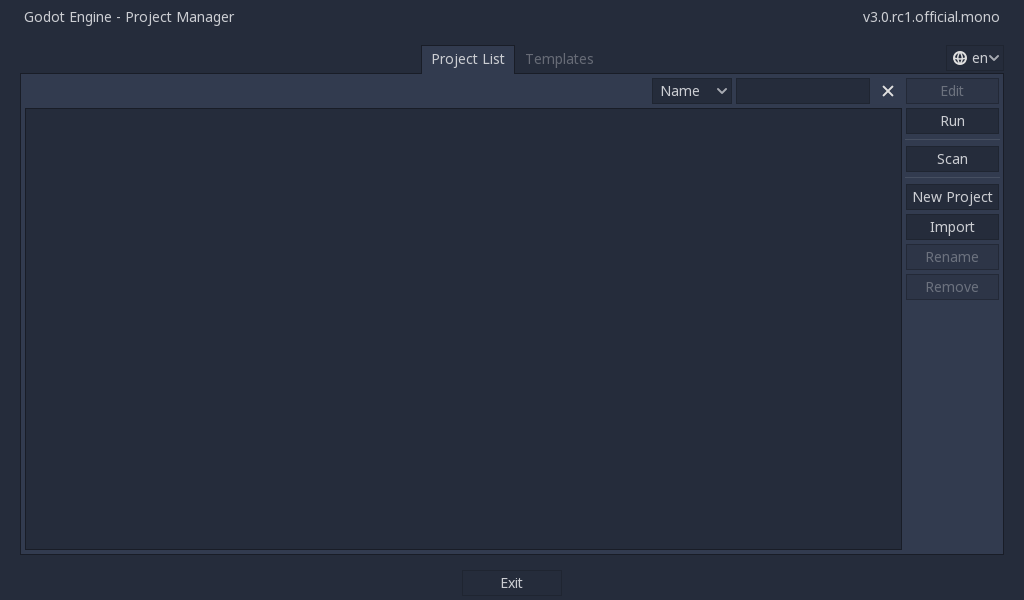 Godot Engine - Project Manager
v3.0.rc1.official.mono
Project List
Templates
en
Name
Edit
Run
Scan
New Project
Import
Rename
Remove
Exit